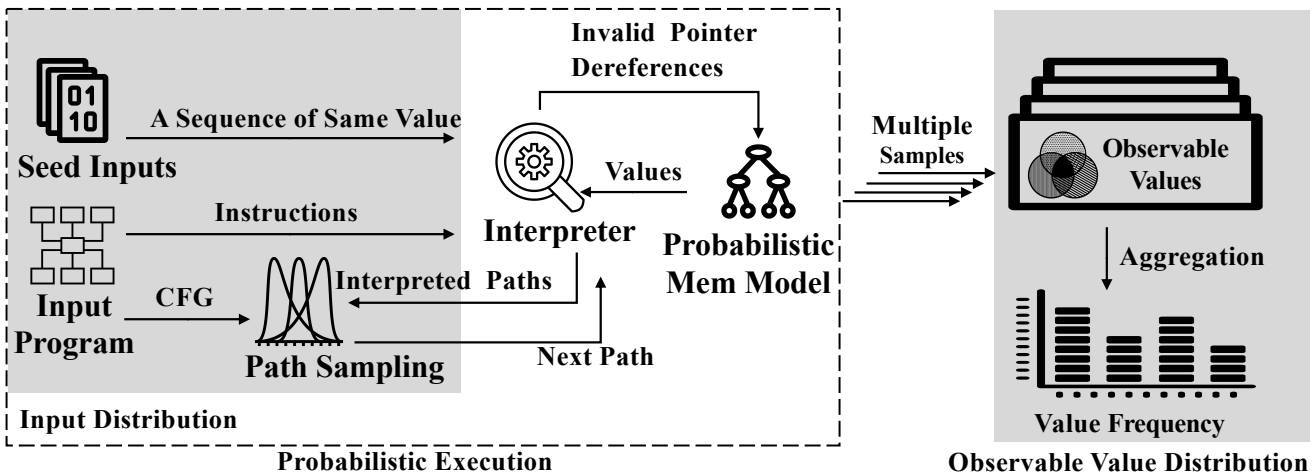 Invalid Pointer
Dereferences
01
10
A Sequence of Same Value
Seed Inputs
Instructions
Input
Program
CFG
Path Sampling
Interpreted Paths
Next Path
Interpreter
Values
Probabilistic
Mem Model
Input Distribution
Probabilistic Execution
Multiple
Samples
Observable
Values
Aggregation
Value Frequency
Observable Value Distribution